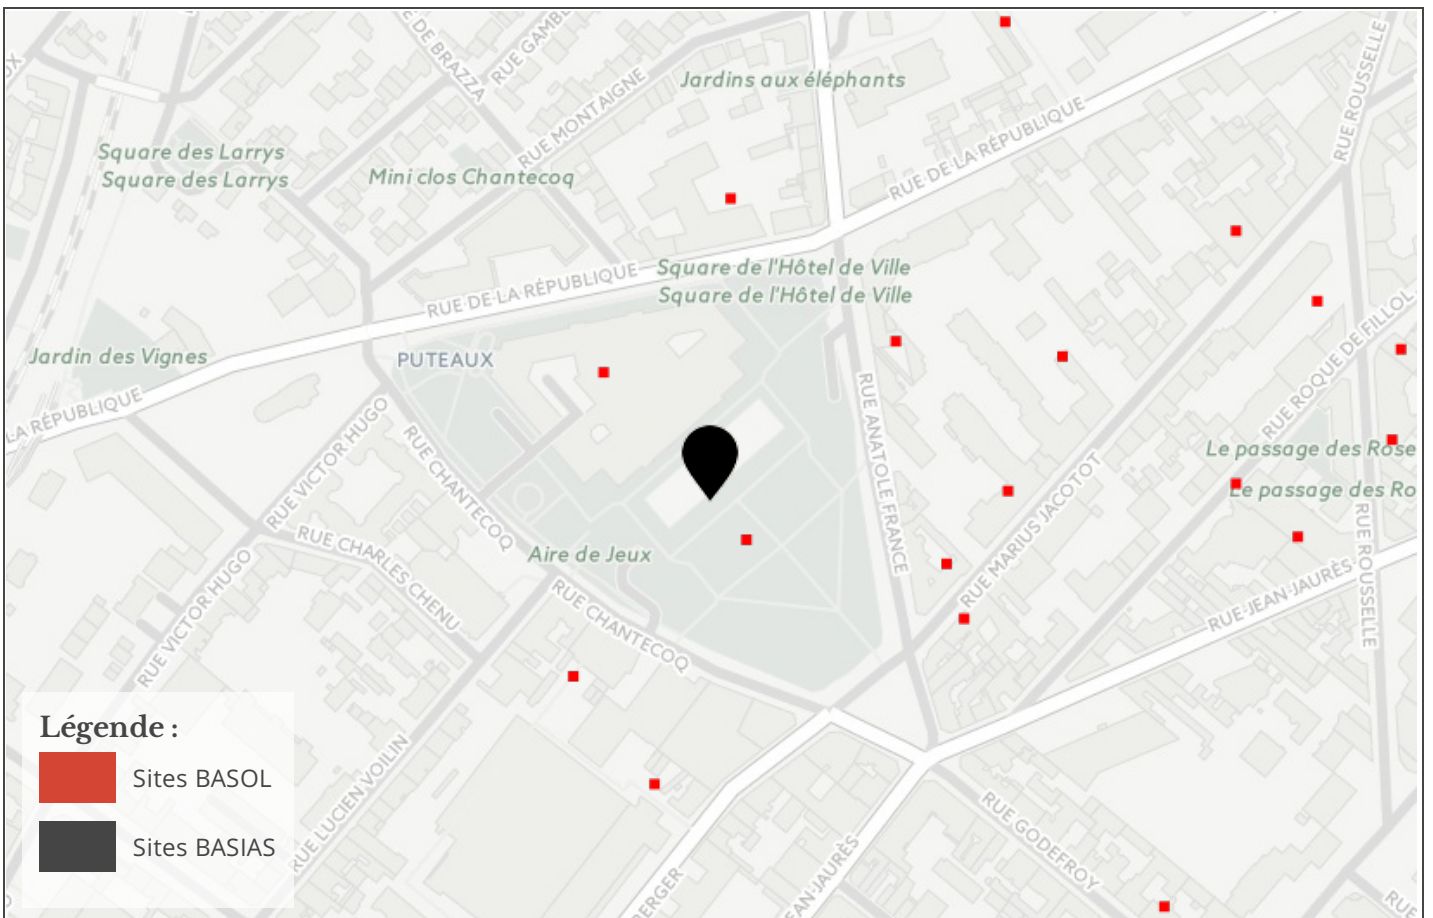 RUE GAMB
E DE BRAZZA
Jardins aux éléphants
RUE ROUSSELLE
RUE MONTAIGNE
RUE DE LA RÉPUBLIQUE
Square des Larrys
Square des Larrys
Mini clos Chantecoq
Square de l'Hôtel de Ville
Square de l'Hôtel de Ville
RUE DE LA RÉPUBLIQUE
Jardin des Vignes
PUTEAUX
RUE ROQUE DE FILLOL
LA RÉPUBLIQUE
RUE VICTOR HUGO
RUE CHANTECOQ
RUE ANATOLE FRANCE
Le passage des Rose
Le passage des Ro
RUE MARIUS JACOTOT
RUE CHARLES CHENU
Aire de Jeux
RUE ROUSSELLE
RUE VICTOR HUGO
RUE CHANTECOQ
RUE JEAN-JAURÈS
Légende :
Sites BASOL
Sites BASIAS
RUE LUCIEN VOILIN
RUE GODEFROY
BERGER
EAN-JAURÈS
RUE